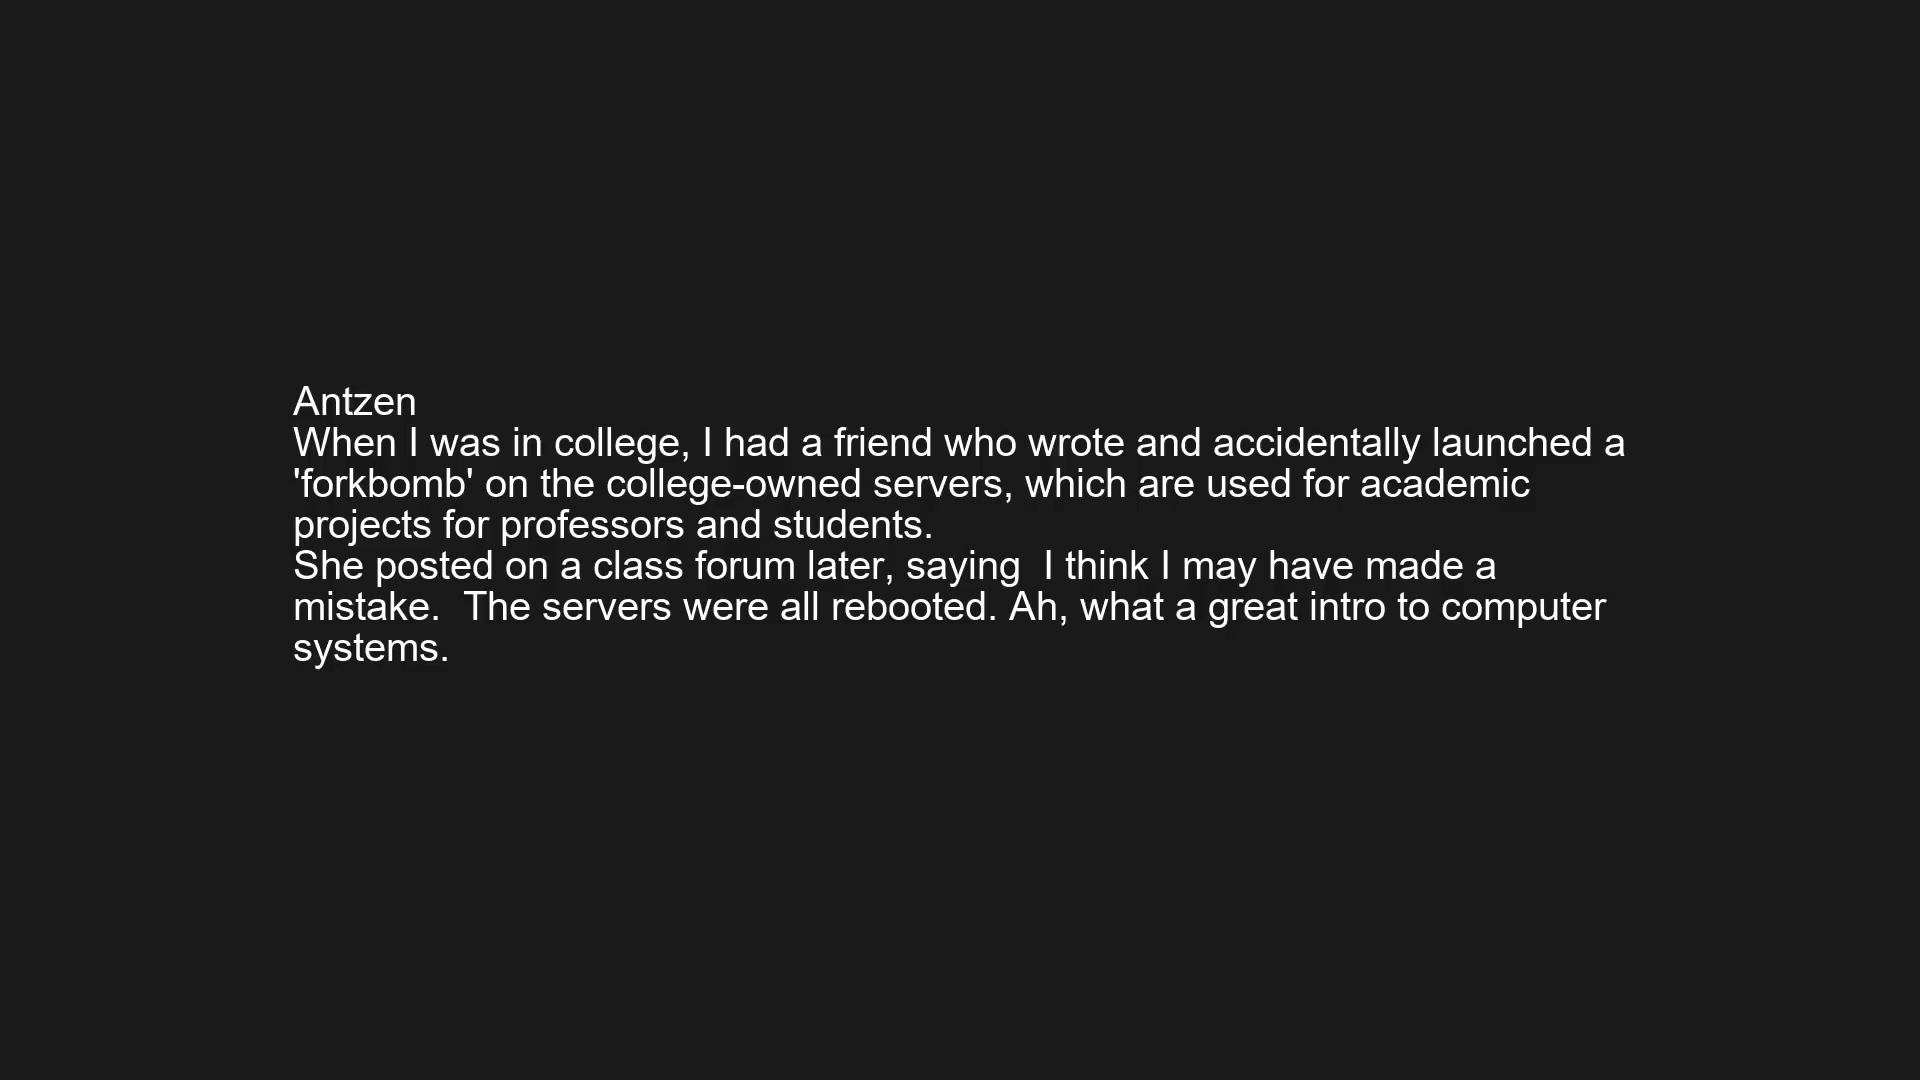 Antzen
When I was in college, I had a friend who wrote and accidentally launched a
'forkbomb' on the college-owned servers, which are used for academic
projects for professors and students.
She posted on a class forum later, saying  I think I may have made a
mistake.  The servers were all rebooted. Ah, what a great intro to computer
systems.